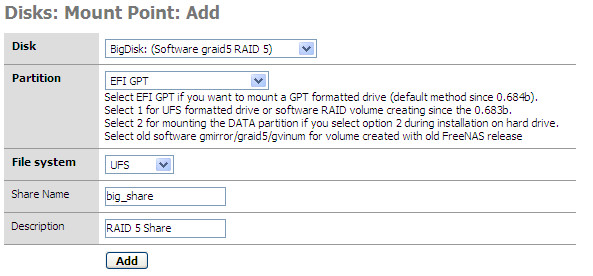 Disks: Mount Point: Add
Disk
BigDisk: (Software graid5 RAID 5)
Partition
EFI GPT
Select EFI GPT if you want to mount a GPT formatted drive (default method since 0.684b).
Select 1 for UFS formatted drive or software RAID volume creating since the 0.683b.
Select 2 for mounting the DATA partition if you select option 2 during installation on hard drive.
Select old software gmirror/graid5/gvinum for volume created with old FreeNAS release
File system
UFS
Share Name
big_share
Description
RAID 5 Share
Add